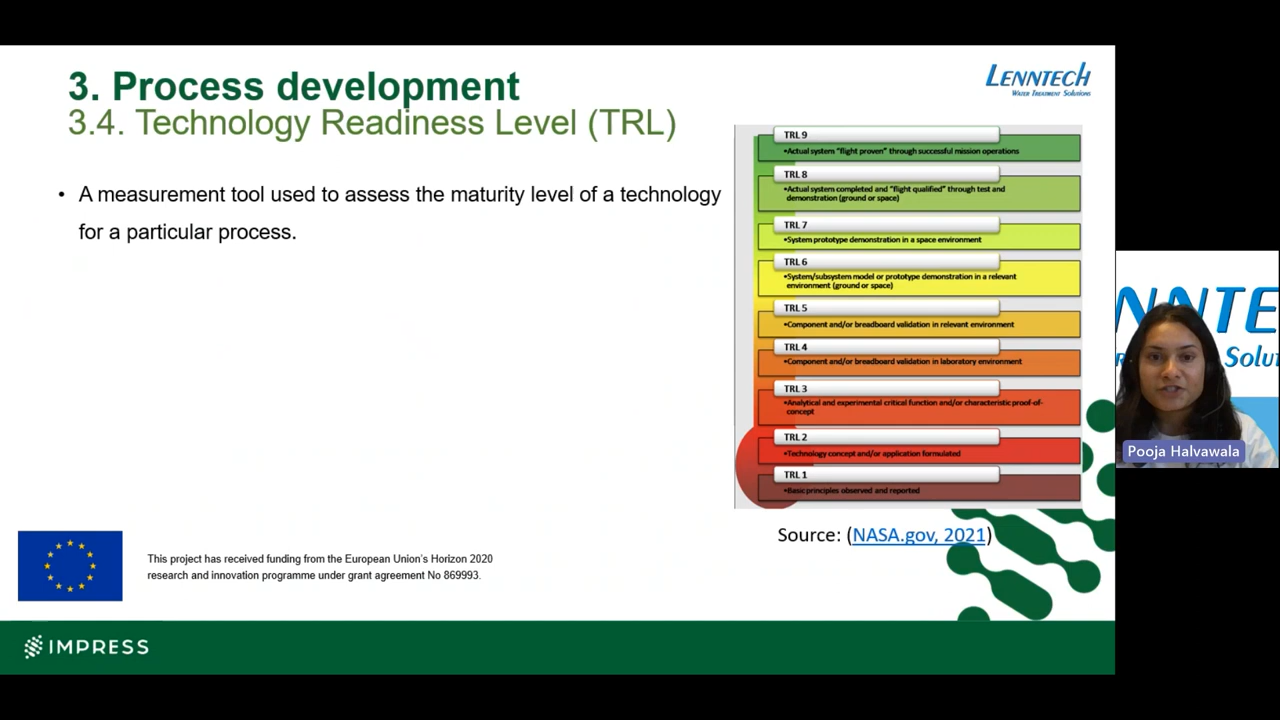 3. Process development
3.4. Technology Readiness Level (TRL)
LENNTECH
WATER TREATMENT SOLUTIONS
• A measurement tool used to assess the maturity level of a technology
for a particular process.
TRL 9
•Actual system "flight proven" through successful mission operations
TRL 8
•Actual system completed and "flight qualified" through test and
demonstration (ground or space)
TRL 7
•System prototype demonstration in a space environment
TRL 6
•System/subsystem model or prototype demonstration in a relevant
environment (ground or space)
TRL 5
•Component and/or breadboard validation in relevant environment
TRL 4
•Component and/or breadboard validation in laboratory environment
TRL 3
•Analytical and experimental critical function and/or characteristic proof-of-
concept
TRL 2
•Technology concept and/or application formulated
TRL 1
•Basic principles observed and reported
Source: (NASA.gov, 2021)
NNTE
Solut
Pooja Halvawala
This project has received funding from the European Union's Horizon 2020
research and innovation programme under grant agreement No 869993.
IMPRESS